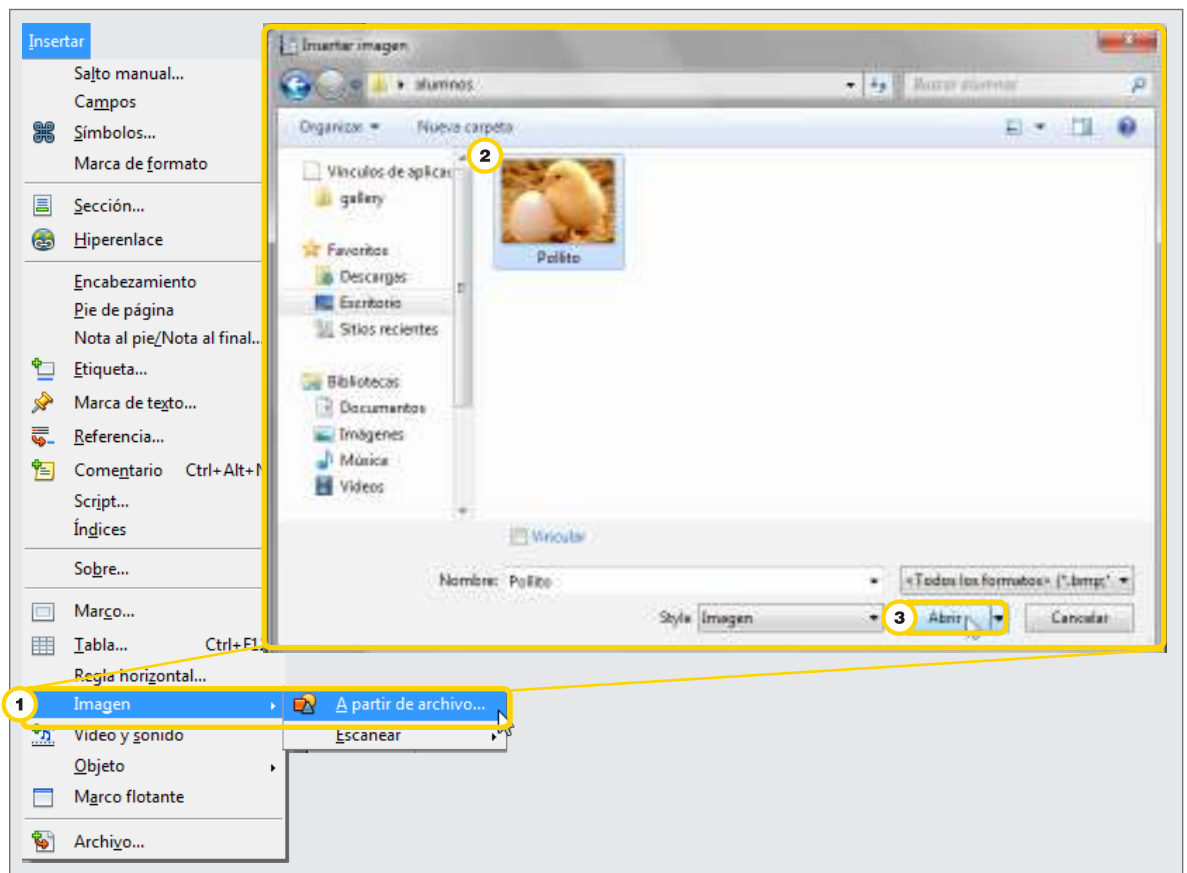 Insertar
Salto manual...
Campos
Símbolos...
Marca de formato
Sección...
Hiperenlace
Encabezamiento
Pie de página
Nota al pie/Nota al final...
Etiqueta...
Marca de texto...
Referencia...
Comentario Ctrl+Alt+N
Script...
Índices
Sobre...
Marco...
Tabla... Ctrl+F12
Regla horizontal...
1
Imagen
A partir de archivo...
Video y sonido
Escanear
Objeto
Marco flotante
Archivo...
Insertar imagen
alumnos
Buscar alumnos
Organizar
Nueva carpeta
2
Vínculos de aplicac
gallery
Favoritos
Descargas
Escritorio
Sitios recientes
Bibliotecas
Documentos
Imágenes
Música
Videos
Pollito
Vincular
Nombre: Pollito
<Todos los formatos> (*.bmp;*
Style Imagen
3
Abrir
Cancelar